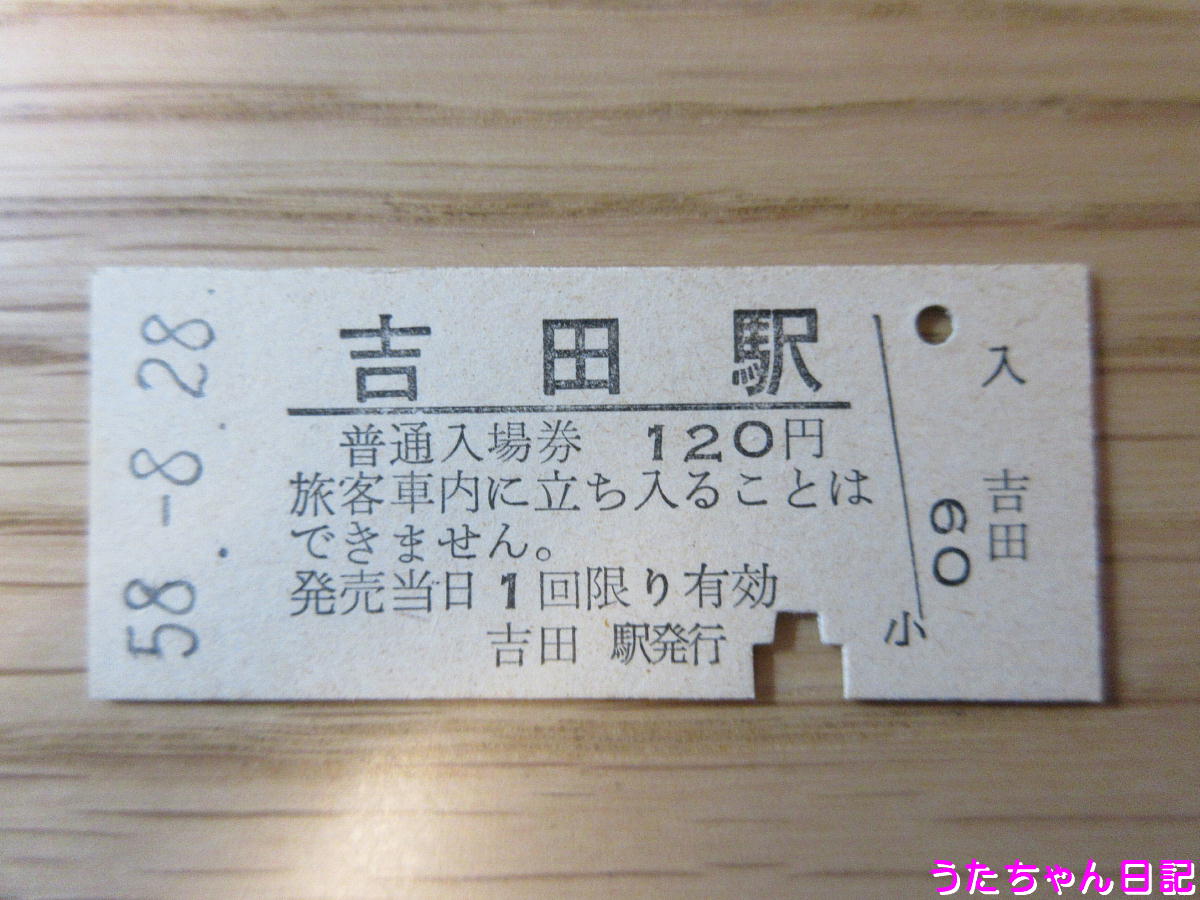 58.-8.28.
吉田駅
普通入場券 120円
旅客車内に立ち入ることは
できません。
発売当日1回限り有効
吉田 駅発行
小
60
入 吉田
うたちゃん日記